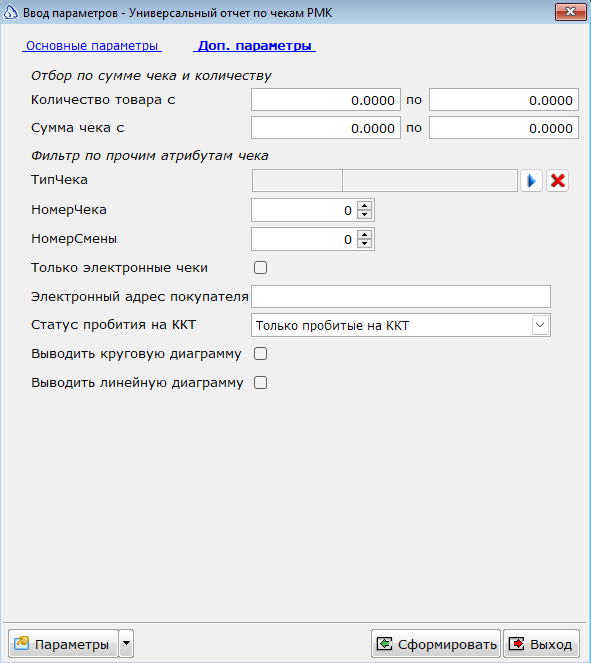 Ввод параметров - Универсальный отчет по чекам РМК
Основные параметры Доп. параметры
Отбор по сумме чека и количеству
Количество товара с 0.0000 по 0.0000
Сумма чека с 0.0000 по 0.0000
Фильтр по прочим атрибутам чека
ТипЧека
НомерЧека 0
НомерСмены 0
Только электронные чеки
Электронный адрес покупателя
Статус пробития на ККТ Только пробитые на ККТ
Выводить круговую диаграмму
Выводить линейную диаграмму
Параметры Сформировать Выход